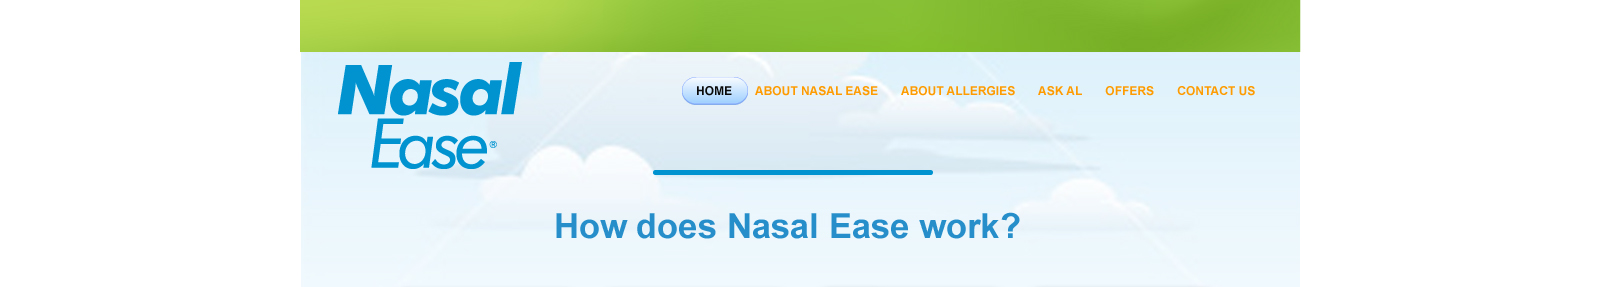 Nasal
Ease®
HOME ABOUT NASAL EASE ABOUT ALLERGIES ASK AL OFFERS CONTACT US
How does Nasal Ease work?